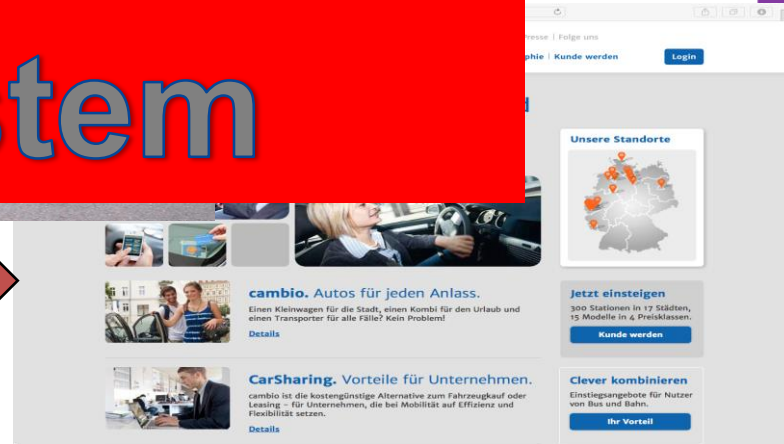 stem
Presse | Folge uns
Kunde werden
Login
Unsere Standorte
cambio. Autos für jeden Anlass.
Einen Kleinwagen für die Stadt, einen Kombi für den Urlaub und
einen Transporter für alle Fälle? Kein Problem!
Details
Jetzt einsteigen
300 Stationen in 17 Städten,
15 Modelle in 4 Preisklassen.
Kunde werden
CarSharing. Vorteile für Unternehmen.
cambio ist die kostengünstige Alternative zum Fahrzeugkauf oder
Leasing – für Unternehmen, die bei Mobilität auf Effizienz und
Flexibilität setzen.
Details
Clever kombinieren
Einstiegsangebote für Nutzer
von Bus und Bahn.
Ihr Vorteil